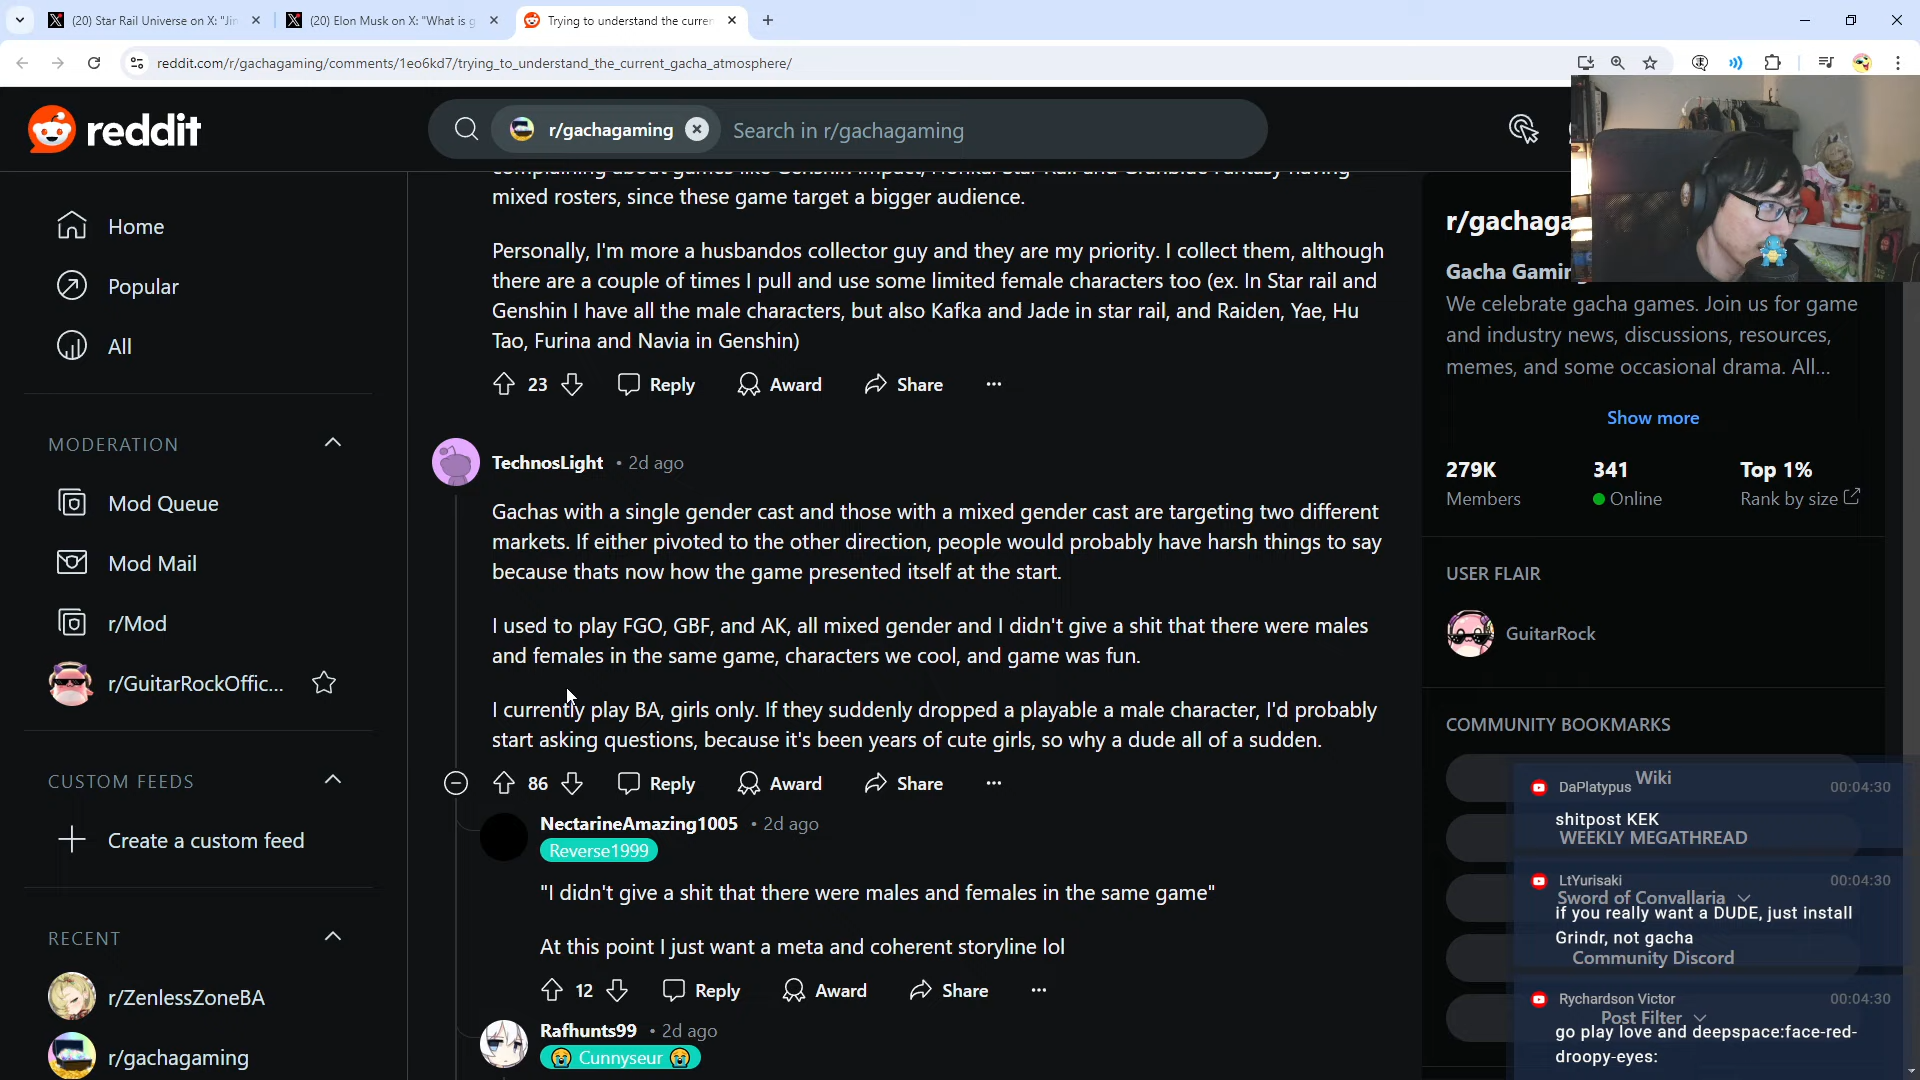 (20) Star Rail Universe on X: "Jin
(20) Elon Musk on X: "What is g
Trying to understand the curren
reddit.com/r/gachagaming/comments/1eo6kd7/trying_to_understand_the_current_gacha_atmosphere/
reddit
r/gachagaming
Search in r/gachagaming
Home
Popular
All
MODERATION
Mod Queue
Mod Mail
r/Mod
r/GuitarRockOffic...
CUSTOM FEEDS
Create a custom feed
RECENT
r/ZenlessZoneBA
r/gachagaming
complaining about games like Genshin Impact, Honkai Star Rail and Granblue Fantasy having
mixed rosters, since these game target a bigger audience.
Personally, I'm more a husbandos collector guy and they are my priority. I collect them, although
there are a couple of times I pull and use some limited female characters too (ex. In Star rail and
Genshin I have all the male characters, but also Kafka and Jade in star rail, and Raiden, Yae, Hu
Tao, Furina and Navia in Genshin)
23 Reply Award Share
TechnosLight • 2d ago
Gachas with a single gender cast and those with a mixed gender cast are targeting two different
markets. If either pivoted to the other direction, people would probably have harsh things to say
because thats now how the game presented itself at the start.
I used to play FGO, GBF, and AK, all mixed gender and I didn't give a shit that there were males
and females in the same game, characters we cool, and game was fun.
I currently play BA, girls only. If they suddenly dropped a playable a male character, I'd probably
start asking questions, because it's been years of cute girls, so why a dude all of a sudden.
86 Reply Award Share
NectarineAmazing1005 • 2d ago
Reverse1999
"I didn't give a shit that there were males and females in the same game"
At this point I just want a meta and coherent storyline lol
12 Reply Award Share
Rafhunts99 • 2d ago
😭 Cunnyseur 😭
r/gacha
Gacha Gamin
We celebrate gacha games. Join us for game
and industry news, discussions, resources,
memes, and some occasional drama. All...
Show more
279K 341 Top 1%
Members Online Rank by size
USER FLAIR
GuitarRock
COMMUNITY BOOKMARKS
Wiki
WEEKLY MEGATHREAD
Sword of Convallaria
Community Discord
Post Filter
DaPlatypus 00:04:30
shitpost KEK
LtYurisaki 00:04:30
if you really want a DUDE, just install
Grindr, not gacha
Rychardson Victor 00:04:30
go play love and deepspace:face-red-
droopy-eyes: